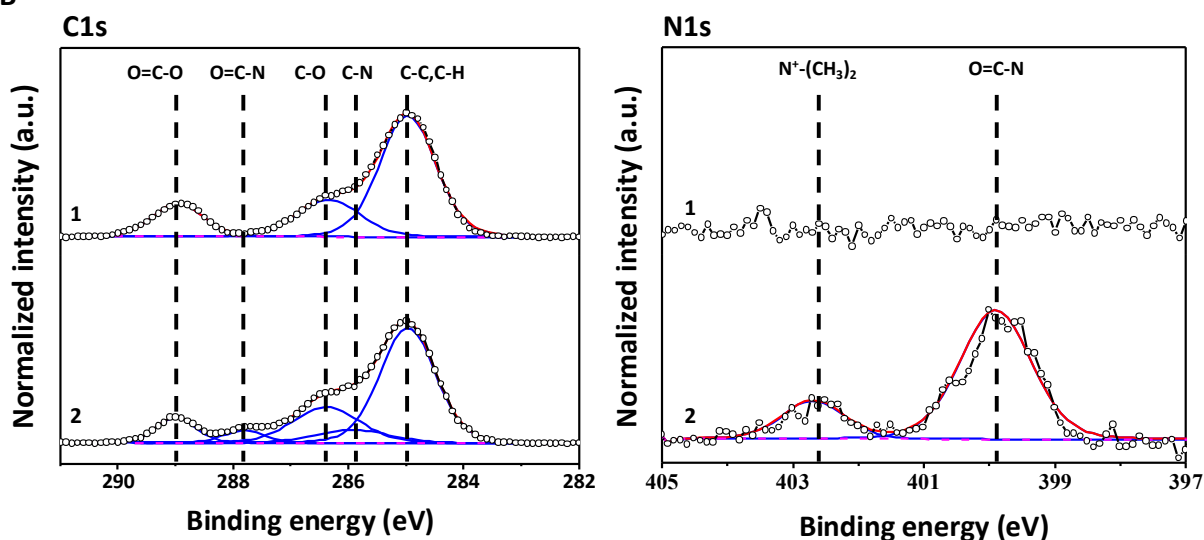 B
C1s
N1s
O=C-O O=C-N C-O C-N C-C,C-H
N⁺-(CH₃)₂ O=C-N
Normalized intensity (a.u.)
1
2
290 288 286 284 282
Binding energy (eV)
Normalized intensity (a.u.)
1
2
405 403 401 399 397
Binding energy (eV)